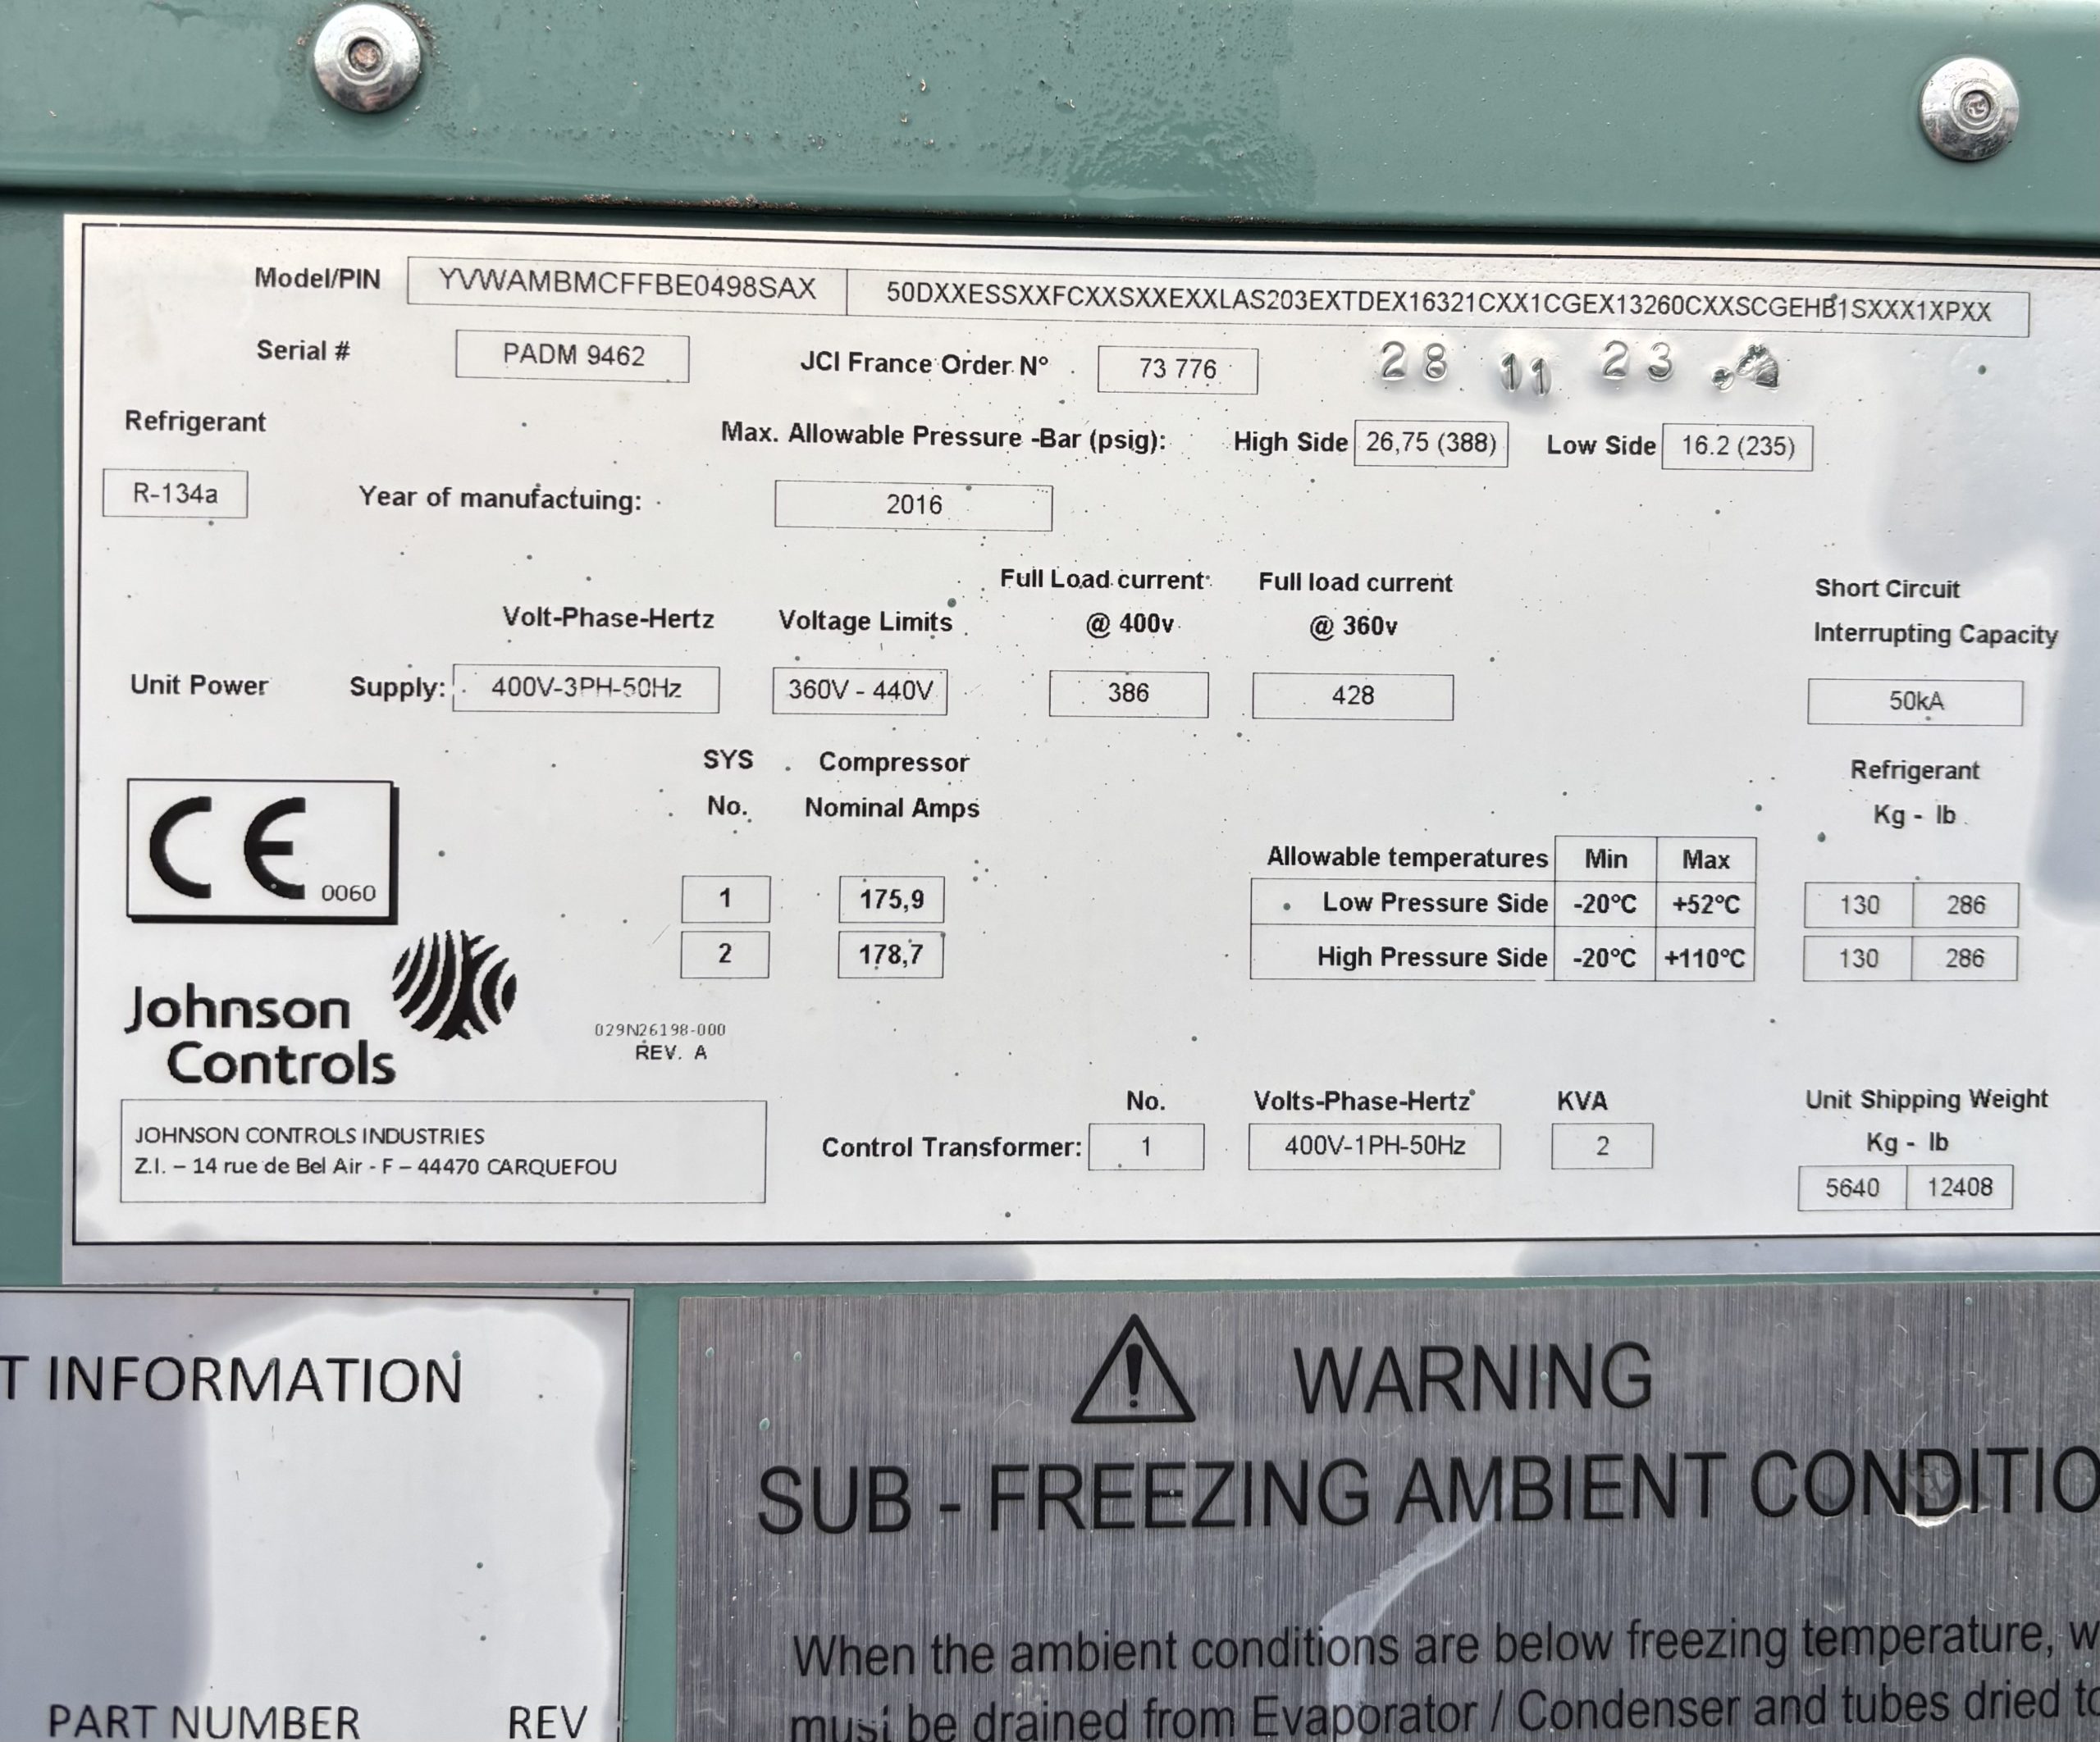 Model/PIN YVWAMBMCFFBE0498SAX 50DXXESSXXFCXXSXXEXXLAS203EXTDEX16321CXX1CGEX13260CXXSCGEHB1SXXX1XPXX
Serial # PADM 9462 JCI France Order N° 73 776 28 11 23
Refrigerant Max. Allowable Pressure -Bar (psig): High Side 26,75 (388) Low Side 16.2 (235)
R-134a Year of manufactuing: 2016
Full Load current Full load current Short Circuit
Volt-Phase-Hertz Voltage Limits @ 400v @ 360v Interrupting Capacity
Unit Power Supply: 400V-3PH-50Hz 360V - 440V 386 428 50kA
SYS Compressor Refrigerant
No. Nominal Amps Kg - lb
CE 0060
Allowable temperatures Min Max
1 175,9 Low Pressure Side -20°C +52°C 130 286
2 178,7 High Pressure Side -20°C +110°C 130 286
Johnson
Controls
029N26198-000
REV. A
No. Volts-Phase-Hertz KVA Unit Shipping Weight
Control Transformer: 1 400V-1PH-50Hz 2 Kg - lb
5640 12408
JOHNSON CONTROLS INDUSTRIES
Z.I. – 14 rue de Bel Air - F – 44470 CARQUEFOU
T INFORMATION
PART NUMBER REV
WARNING
SUB - FREEZING AMBIENT CONDITIO
When the ambient conditions are below freezing temperature, w
must be drained from Evaporator / Condenser and tubes dried to